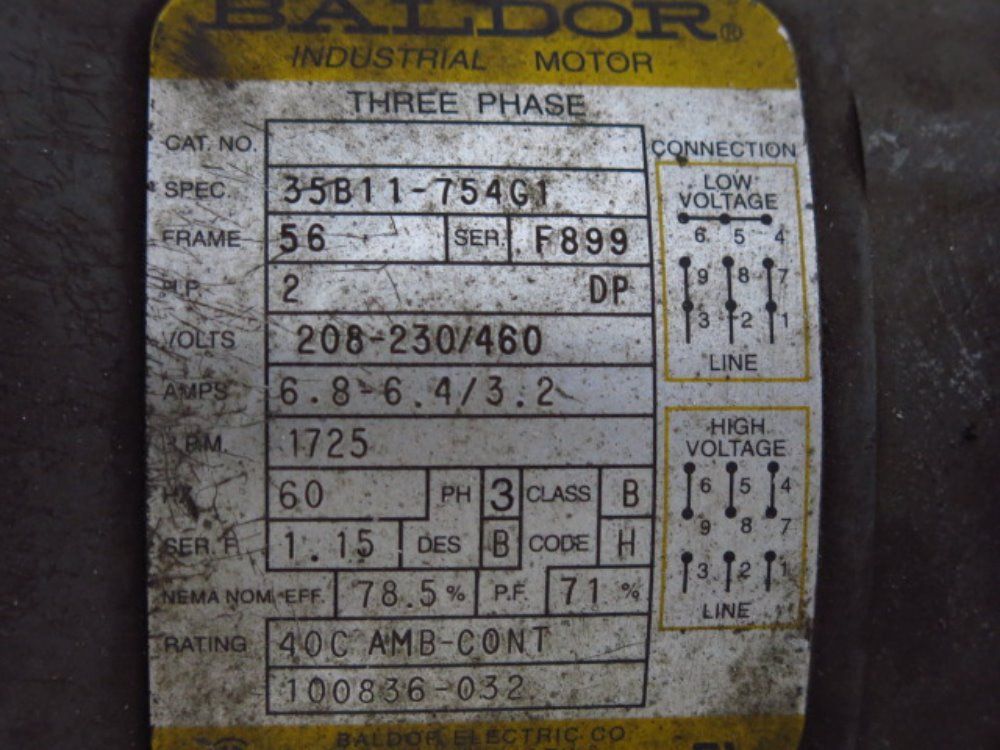 BALDOR®
INDUSTRIAL MOTOR
THREE PHASE
CAT. NO.
SPEC. 35B11-754G1
FRAME 56 SER. F899
H.P. 2 DP
VOLTS 208-230/460
AMPS 6.8-6.4/3.2
R.P.M. 1725
HZ 60 PH 3 CLASS B
SER. F. 1.15 DES B CODE H
NEMA NOM. EFF. 78.5 % P.F. 71 %
RATING 40C AMB-CONT
100836-032
BALDOR ELECTRIC CO
CONNECTION
LOW
VOLTAGE
6 5 4
9 8 7
3 2 1
LINE
HIGH
VOLTAGE
6 5 4
9 8 7
3 2 1
LINE